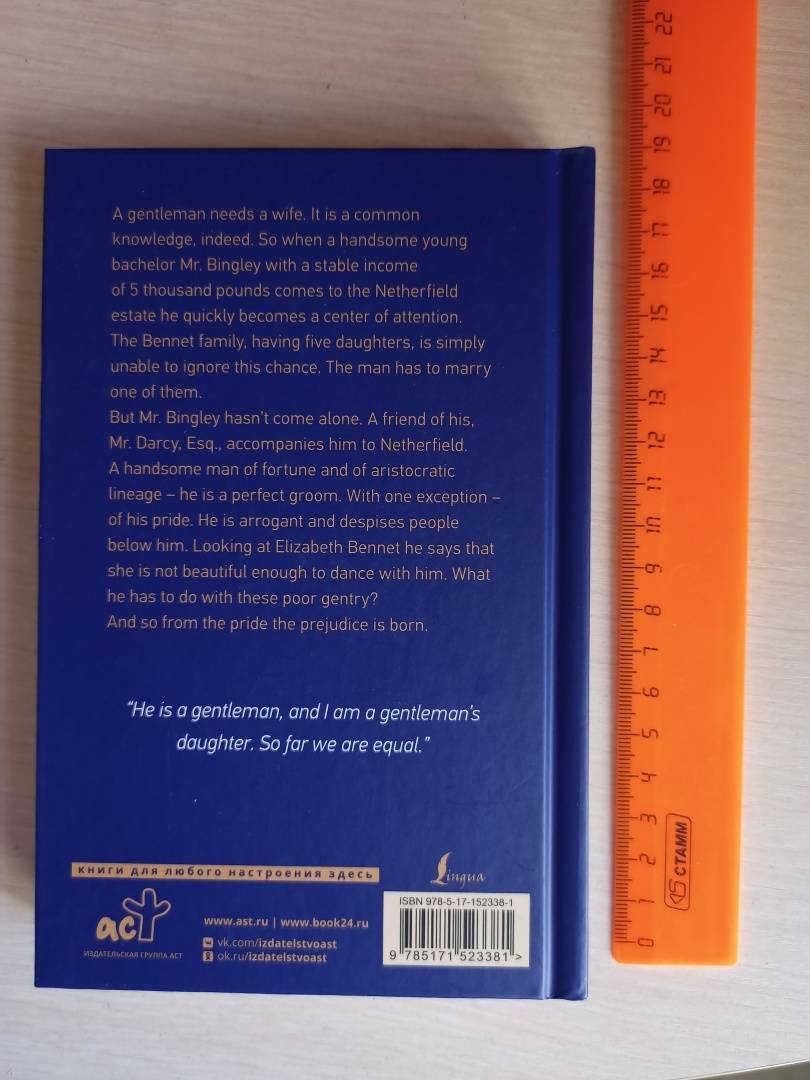 A gentleman needs a wife. It is a common
knowledge, indeed. So when a handsome young
bachelor Mr. Bingley with a stable income
of 5 thousand pounds comes to the Netherfield
estate he quickly becomes a center of attention.
The Bennet family, having five daughters, is simply
unable to ignore this chance. The man has to marry
one of them.
But Mr. Bingley hasn't come alone. A friend of his,
Mr. Darcy, Esq., accompanies him to Netherfield.
A handsome man of fortune and of aristocratic
lineage – he is a perfect groom. With one exception –
of his pride. He is arrogant and despises people
below him. Looking at Elizabeth Bennet he says that
she is not beautiful enough to dance with him. What
he has to do with these poor gentry?
And so from the pride the prejudice is born.
“He is a gentleman, and I am a gentleman's
daughter. So far we are equal.”
книги для любого настроения здесь
Lingua
аст
ИЗДАТЕЛЬСКАЯ ГРУППА АСТ
www.ast.ru | www.book24.ru
vk.com/izdatelstvoast
ok.ru/izdatelstvoast
ISBN 978-5-17-152338-1
9 785171 523381 >
0 1 2 3 4 5 6 7 8 9 10 11 12 13 14 15 16 17 18 19 20 21 22
СТАММ